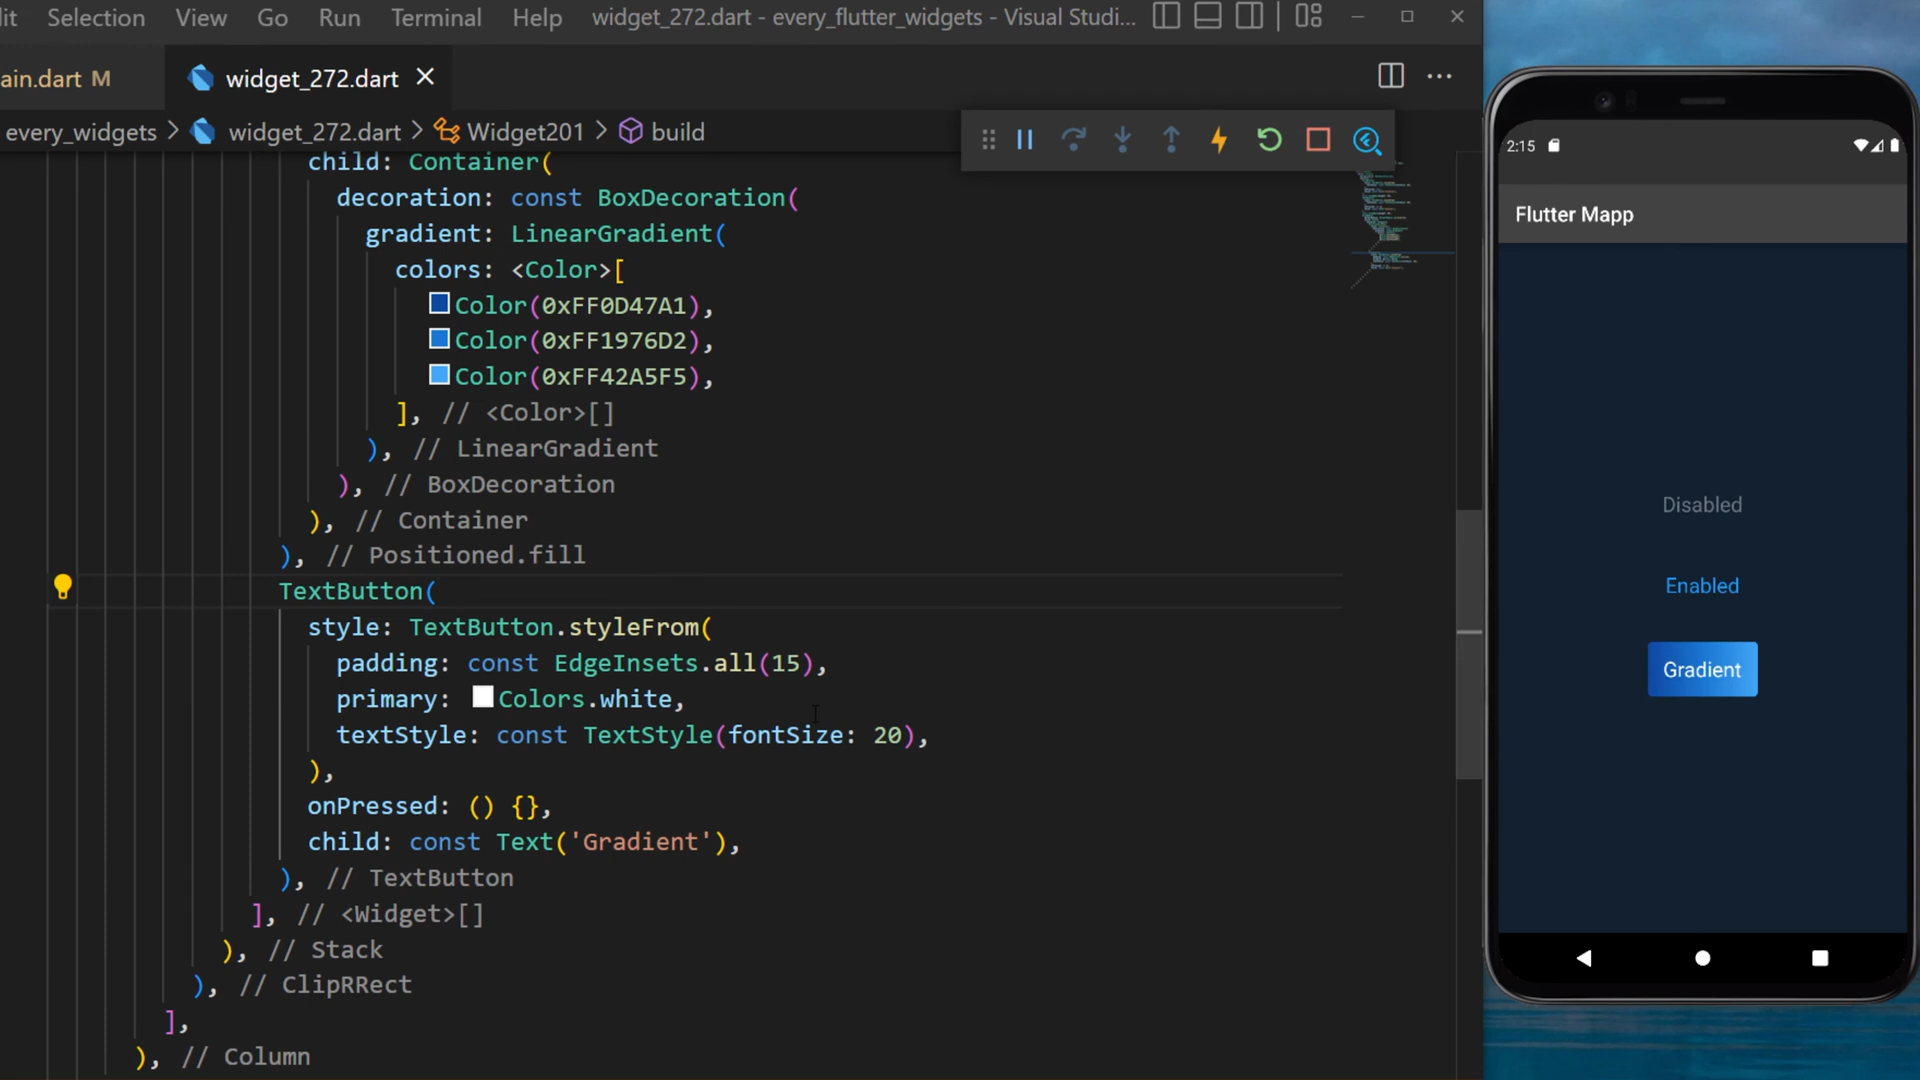 it Selection View Go Run Terminal Help widget_272.dart - every_flutter_widgets - Visual Studi...
ain.dart M widget_272.dart
every_widgets > widget_272.dart > Widget201 > build
child: Container(
decoration: const BoxDecoration(
gradient: LinearGradient(
colors: <Color>[
Color(0xFF0D47A1),
Color(0xFF1976D2),
Color(0xFF42A5F5),
], // <Color>[]
), // LinearGradient
), // BoxDecoration
), // Container
), // Positioned.fill
TextButton(
style: TextButton.styleFrom(
padding: const EdgeInsets.all(15),
primary: Colors.white,
textStyle: const TextStyle(fontSize: 20),
),
onPressed: () {},
child: const Text('Gradient'),
), // TextButton
], // <Widget>[]
), // Stack
), // ClipRRect
],
), // Column
2:15
Flutter Mapp
Disabled
Enabled
Gradient